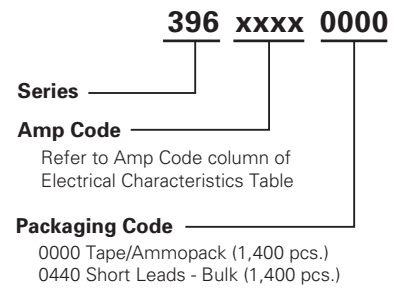 396 xxxx 0000
Series
Amp Code
Refer to Amp Code column of
Electrical Characteristics Table
Packaging Code
0000 Tape/Ammopack (1,400 pcs.)
0440 Short Leads - Bulk (1,400 pcs.)